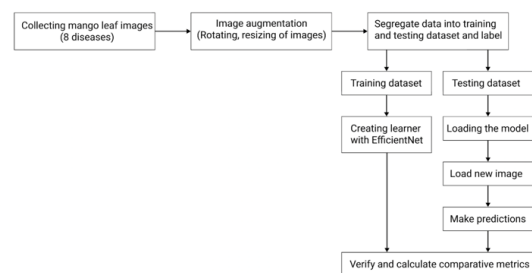 Collecting mango leaf images
(8 diseases)
Image augmentation
(Rotating, resizing of images)
Segregate data into training
and testing dataset and label
Training dataset
Testing dataset
Creating learner
with EfficientNet
Loading the model
Load new image
Make predictions
Verify and calculate comparative metrics